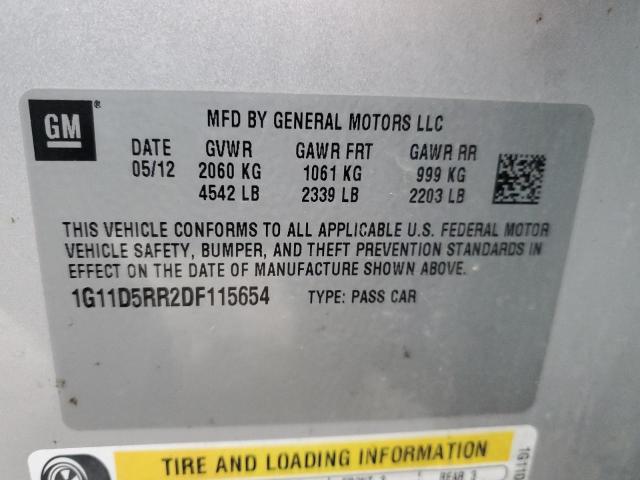 GM
®
MFD BY GENERAL MOTORS LLC
DATE GVWR GAWR FRT GAWR RR
05/12 2060 KG 1061 KG 999 KG
4542 LB 2339 LB 2203 LB
THIS VEHICLE CONFORMS TO ALL APPLICABLE U.S. FEDERAL MOTOR
VEHICLE SAFETY, BUMPER, AND THEFT PREVENTION STANDARDS IN
EFFECT ON THE DATE OF MANUFACTURE SHOWN ABOVE.
1G11D5RR2DF115654 TYPE: PASS CAR
TIRE AND LOADING INFORMATION